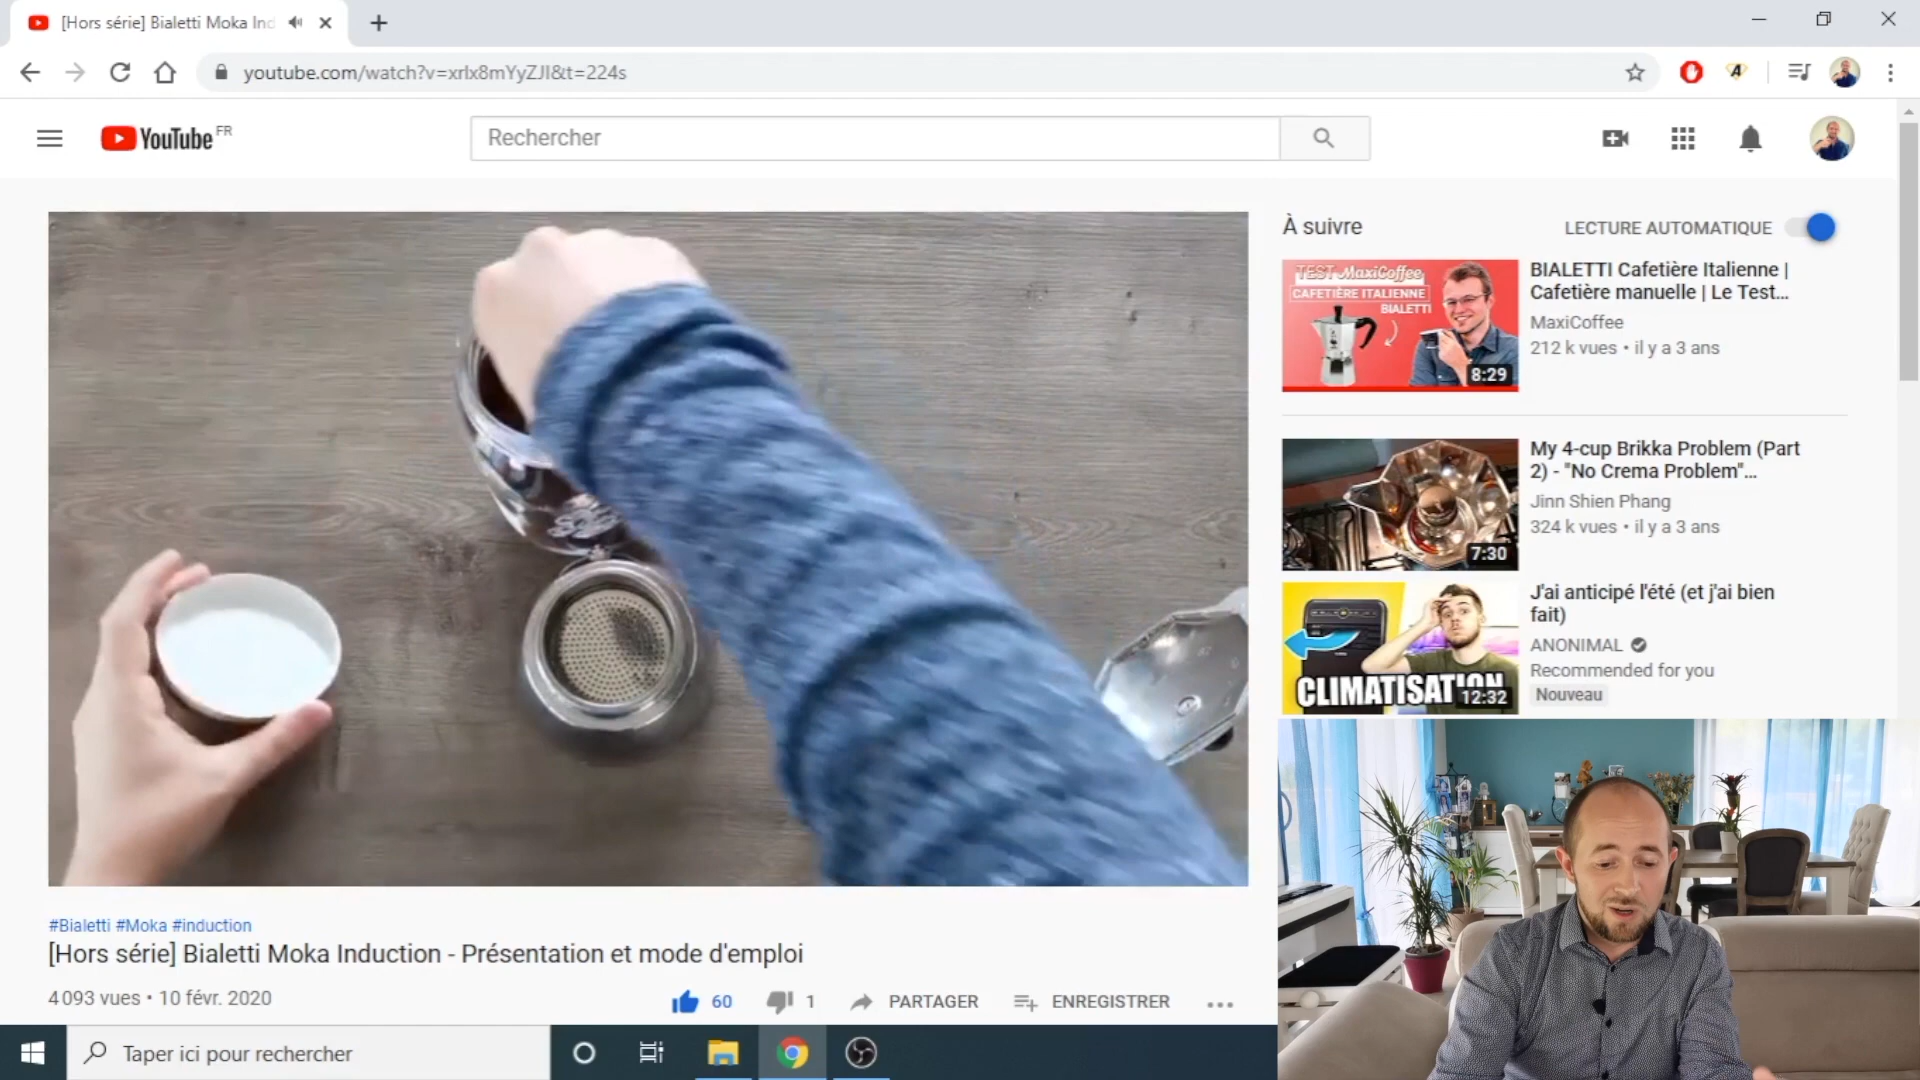 [Hors série] Bialetti Moka Ind
youtube.com/watch?v=xrIx8mYyZJI&t=224s
YouTube FR
Rechercher
À suivre
LECTURE AUTOMATIQUE
TEST MaxiCoffee
CAFETIÈRE ITALIENNE
BIALETTI
8:29
BIALETTI Cafetière Italienne |
Cafetière manuelle | Le Test...
MaxiCoffee
212 k vues • il y a 3 ans
7:30
My 4-cup Brikka Problem (Part
2) - "No Crema Problem"...
Jinn Shien Phang
324 k vues • il y a 3 ans
CLIMATISATION
12:32
J'ai anticipé l'été (et j'ai bien
fait)
ANONIMAL
Recommended for you
Nouveau
#Bialetti #Moka #induction
[Hors série] Bialetti Moka Induction - Présentation et mode d'emploi
4 093 vues • 10 févr. 2020
60
1
PARTAGER
ENREGISTRER
Taper ici pour rechercher